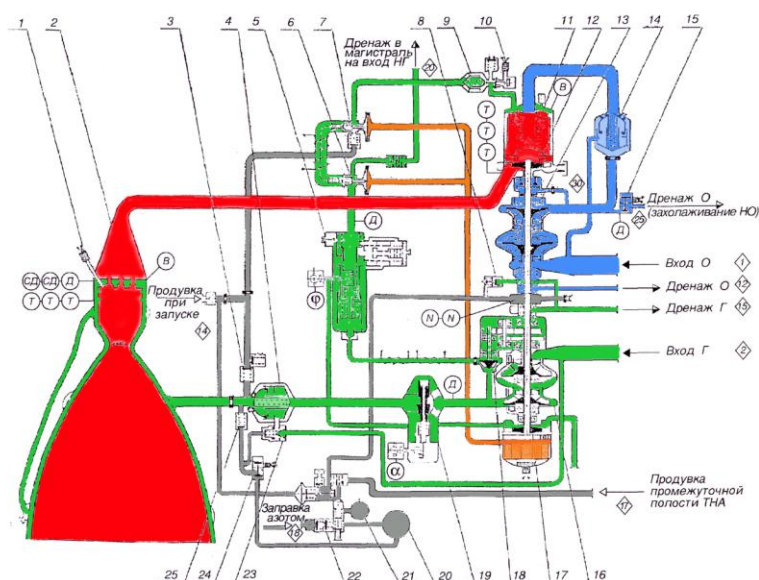 1 2 3 4 5 6 7 8 9 10 11 12 13 14 15
Дренаж в
магистраль
на вход НГ
20
В
Т
Т
Т
30
Дренаж О
(захолаживание НО)
25
Д
Д
СД СД Д
В
Т Т Т
Продувка
при
запуске
14
φ
N N
Вход О
1
Дренаж О
12
Дренаж Г
15
Вход Г
2
Д
α
Продувка
промежуточной
полости ТНА
17
Заправка
азотом
18
25 24 23 22 21 20 19 18 17 16